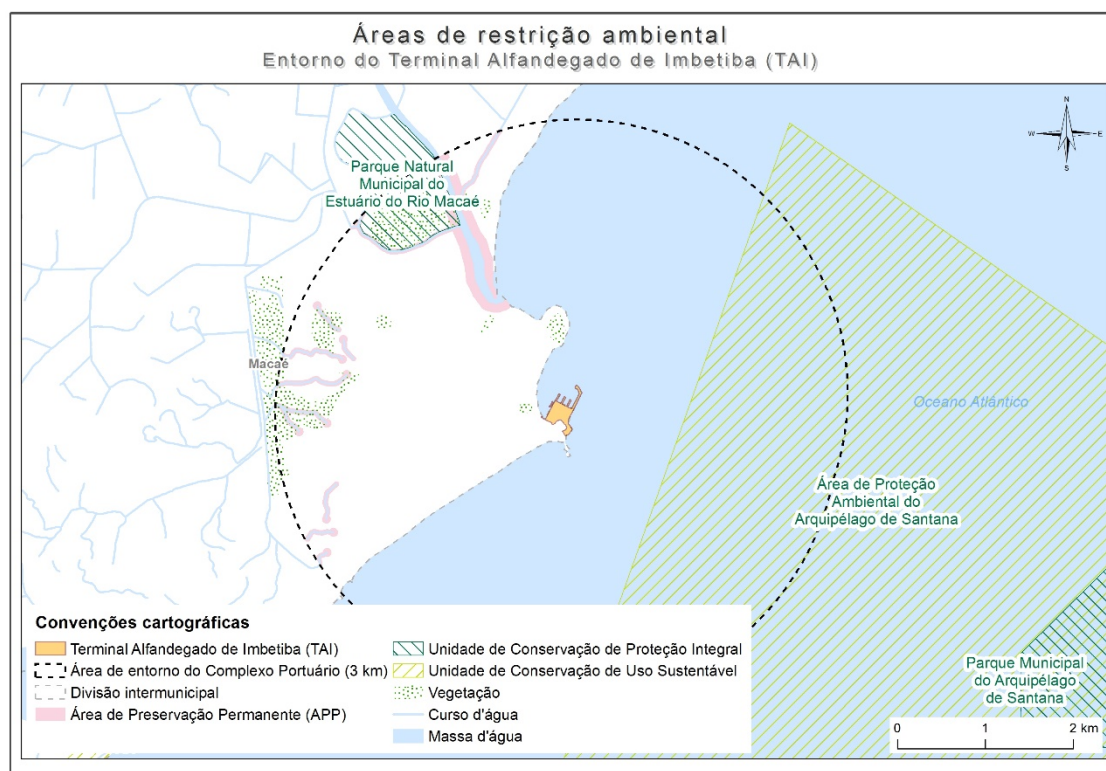 Áreas de restrição ambiental
Entorno do Terminal Alfandegado de Imbetiba (TAI)
N
W
E
S
Parque Natural
Municipal do
Estuário do Rio Macaé
Macaé
Oceano Atlântico
Área de Proteção
Ambiental do
Arquipélago de Santana
Parque Municipal
do Arquipélago
de Santana
Convenções cartográficas
Terminal Alfandegado de Imbetiba (TAI)
Área de entorno do Complexo Portuário (3 km)
Divisão intermunicipal
Área de Preservação Permanente (APP)
Unidade de Conservação de Proteção Integral
Unidade de Conservação de Uso Sustentável
Vegetação
Curso d'água
Massa d'água
0 1 2 km